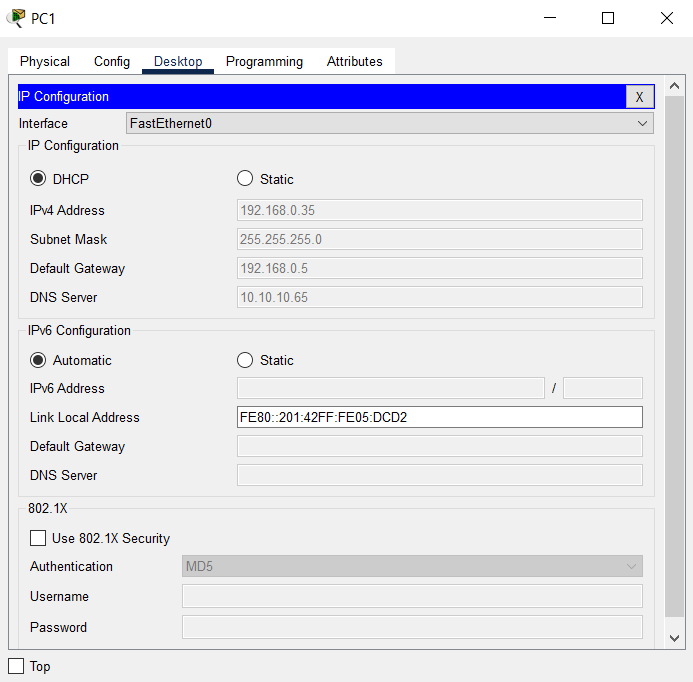 PC1
Physical Config Desktop Programming Attributes
IP Configuration X
Interface FastEthernet0
IP Configuration
DHCP Static
IPv4 Address 192.168.0.35
Subnet Mask 255.255.255.0
Default Gateway 192.168.0.5
DNS Server 10.10.10.65
IPv6 Configuration
Automatic Static
IPv6 Address /
Link Local Address FE80::201:42FF:FE05:DCD2
Default Gateway
DNS Server
802.1X
Use 802.1X Security
Authentication MD5
Username
Password
Top